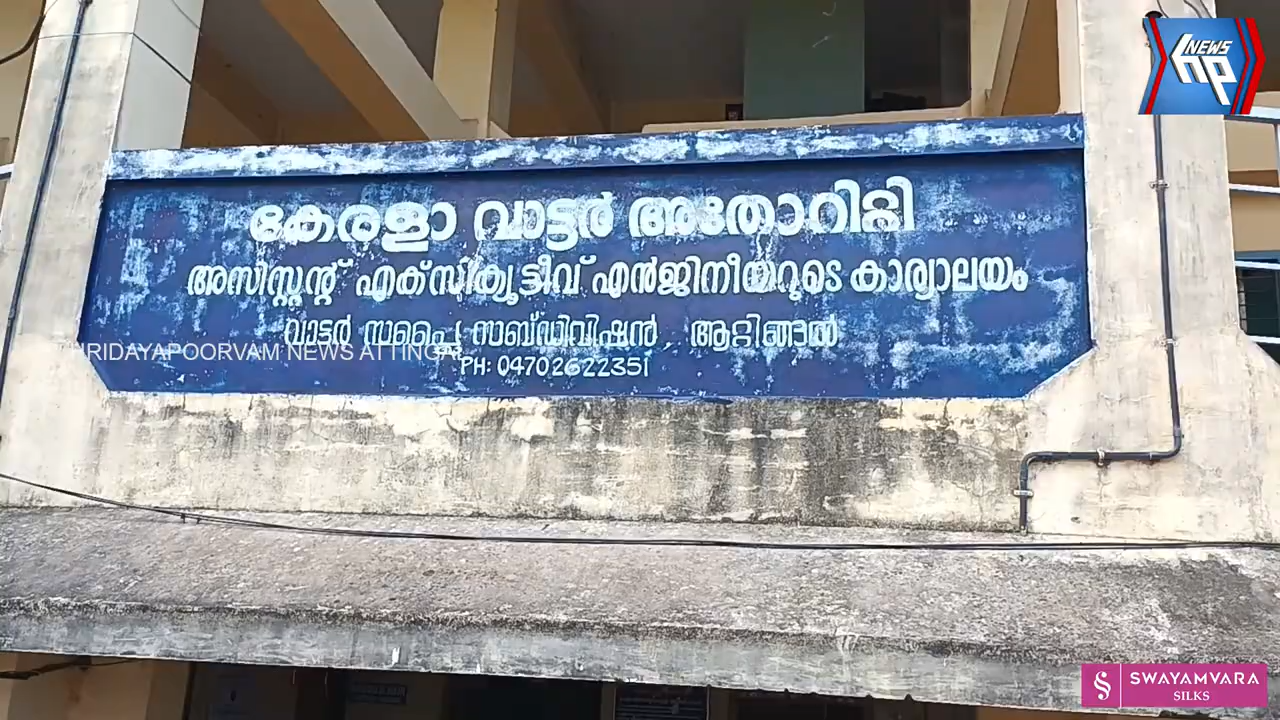 NEWS
hp
കേരളാ വാട്ടർ അതോറിറ്റി
അസിസ്റ്റന്റ് എക്സിക്യൂട്ടീവ് എൻജിനീയറുടെ കാര്യാലയം
വാട്ടർ സപ്ലൈ സബ്ഡിവിഷൻ, ആറ്റിങ്ങൽ
HRIDAYAPOORVAM NEWS ATTINGAL
PH: 04702622351
SWAYAMVARA
SILKS